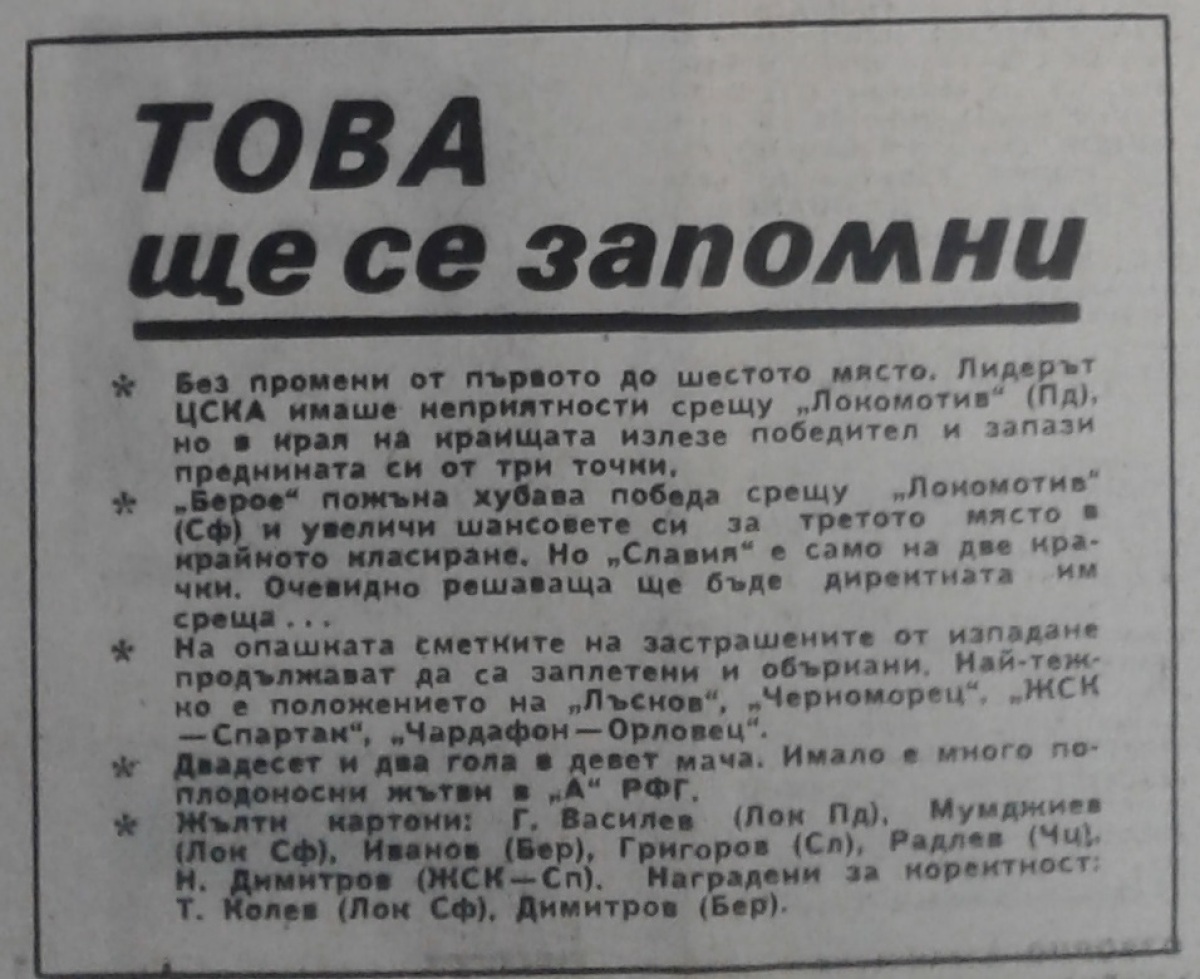 ТОВА
ще се запомни
* Без промени от първото до шестото място. Лидерът
ЦСКА имаше неприятности срещу „Локомотив“ (Пд),
но в края на краищата излезе победител и запази
преднината си от три точки.
* „Берое“ пожъна хубава победа срещу „Локомотив“
(Сф) и увеличи шансовете си за третото място в
крайното класиране. Но „Славия“ е само на две кра-
чки. Очевидно решаваща ще бъде директната им
среща...
* На опашката сметките на застрашените от изпадане
продължават да са заплетени и объркани. Най-теж-
ко е положението на „Лъсков“, „Черноморец“, „ЖСК
—Спартак“, „Чардафон—Орловец“.
* Двадесет и два гола в девет мача. Имало е много по-
плодоносни жътви в „А“ РФГ.
* Жълти картони: Г. Василев (Лок Пд), Мумджиев
(Лок Сф), Иванов (Бер), Григоров (Сл), Радлев (Чц),
Н. Димитров (ЖСК—Сп). Наградени за коректност:
Т. Колев (Лок Сф), Димитров (Бер).